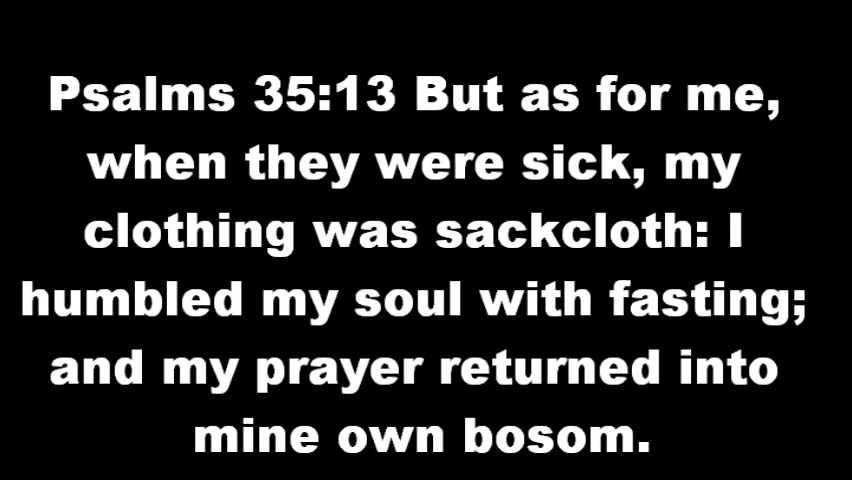 Psalms 35:13 But as for me,
when they were sick, my
clothing was sackcloth: I
humbled my soul with fasting;
and my prayer returned into
mine own bosom.